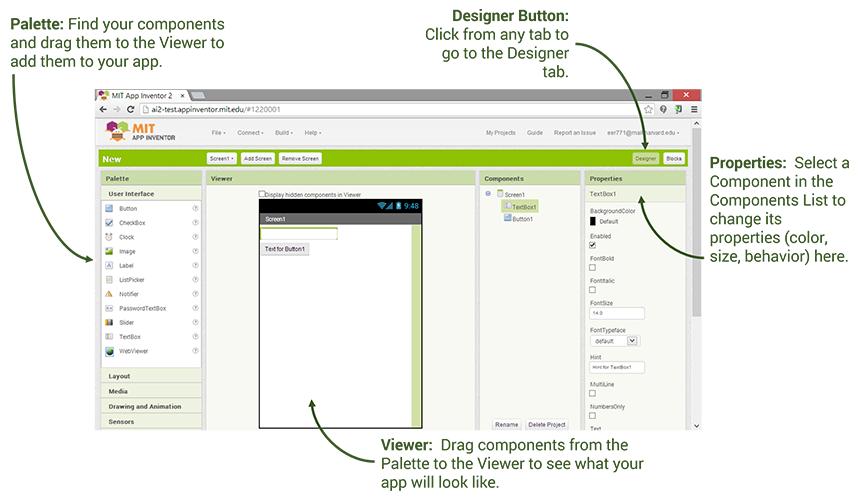 Palette: Find your components
and drag them to the Viewer to
add them to your app.
Designer Button:
Click from any tab to
go to the Designer
tab.
MIT App Inventor 2
ai2-test.appinventor.mit.edu/#1220001
MIT
APP INVENTOR
File
Connect
Build
Help
My Projects
Guide
Report an Issue
New
Screen1
Add Screen
Remove Screen
Designer
Blocks
Palette
User Interface
Button
CheckBox
Clock
Image
Label
ListPicker
Notifier
PasswordTextBox
Slider
TextBox
WebViewer
Layout
Media
Drawing and Animation
Sensors
Viewer
Display hidden components in Viewer
9:48
Screen1
Text for Button1
Components
Screen1
TextBox1
Button1
Rename
Delete Project
Properties
TextBox1
BackgroundColor
Default
Enabled
FontBold
FontItalic
FontSize
14.0
FontTypeface
default
Hint
Hint for TextBox1
MultiLine
NumbersOnly
Text
Properties: Select a
Component in the
Components List to
change its
properties (color,
size, behavior) here.
Viewer: Drag components from the
Palette to the Viewer to see what your
app will look like.